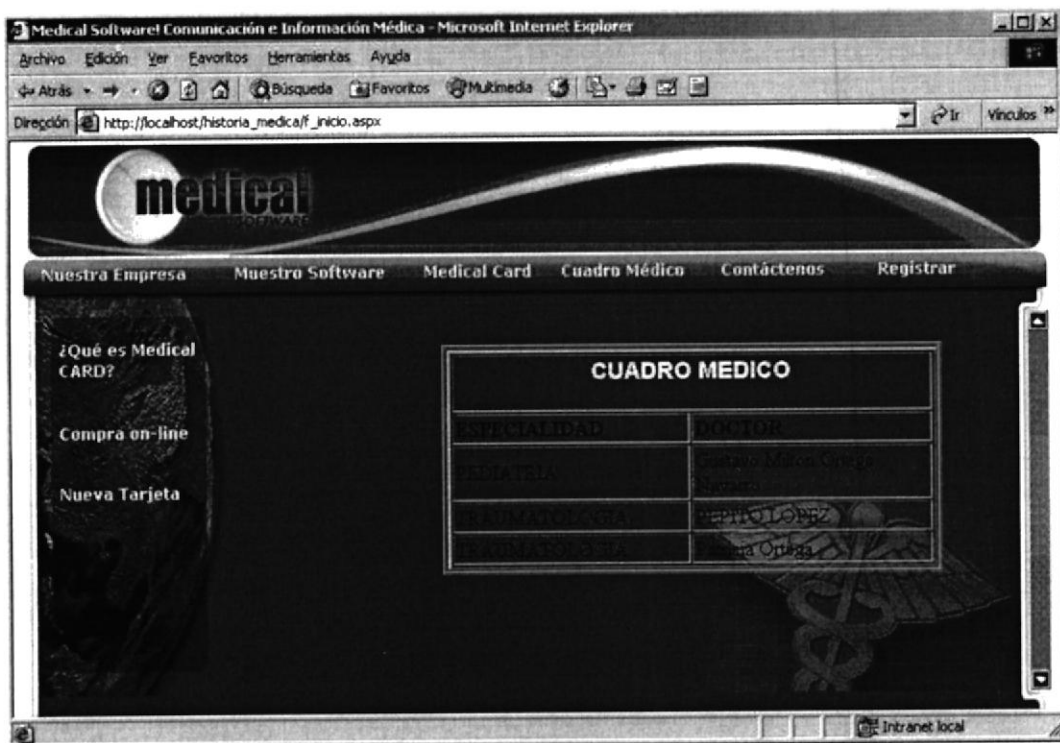 Medical Software! Comunicación e Información Médica - Microsoft Internet Explorer
Archivo Edición Ver Favoritos Herramientas Ayuda
Atrás Búsqueda Favoritos Multimedia
Dirección http://localhost/historia_medica/f_inicio.aspx Ir Vínculos »
medical
SOFTWARE
Nuestra Empresa Muestro Software Medical Card Cuadro Médico Contáctenos Registrar
¿Qué es Medical
CARD?
Compra on-line
Nueva Tarjeta
CUADRO MEDICO
ESPECIALIDAD DOCTOR
PEDIATRIA Gustavo Ortega
Navarro
TRAUMATOLOGIA PEPITO LOPEZ
TRAUMATOLOGIA Ortega
Intranet local